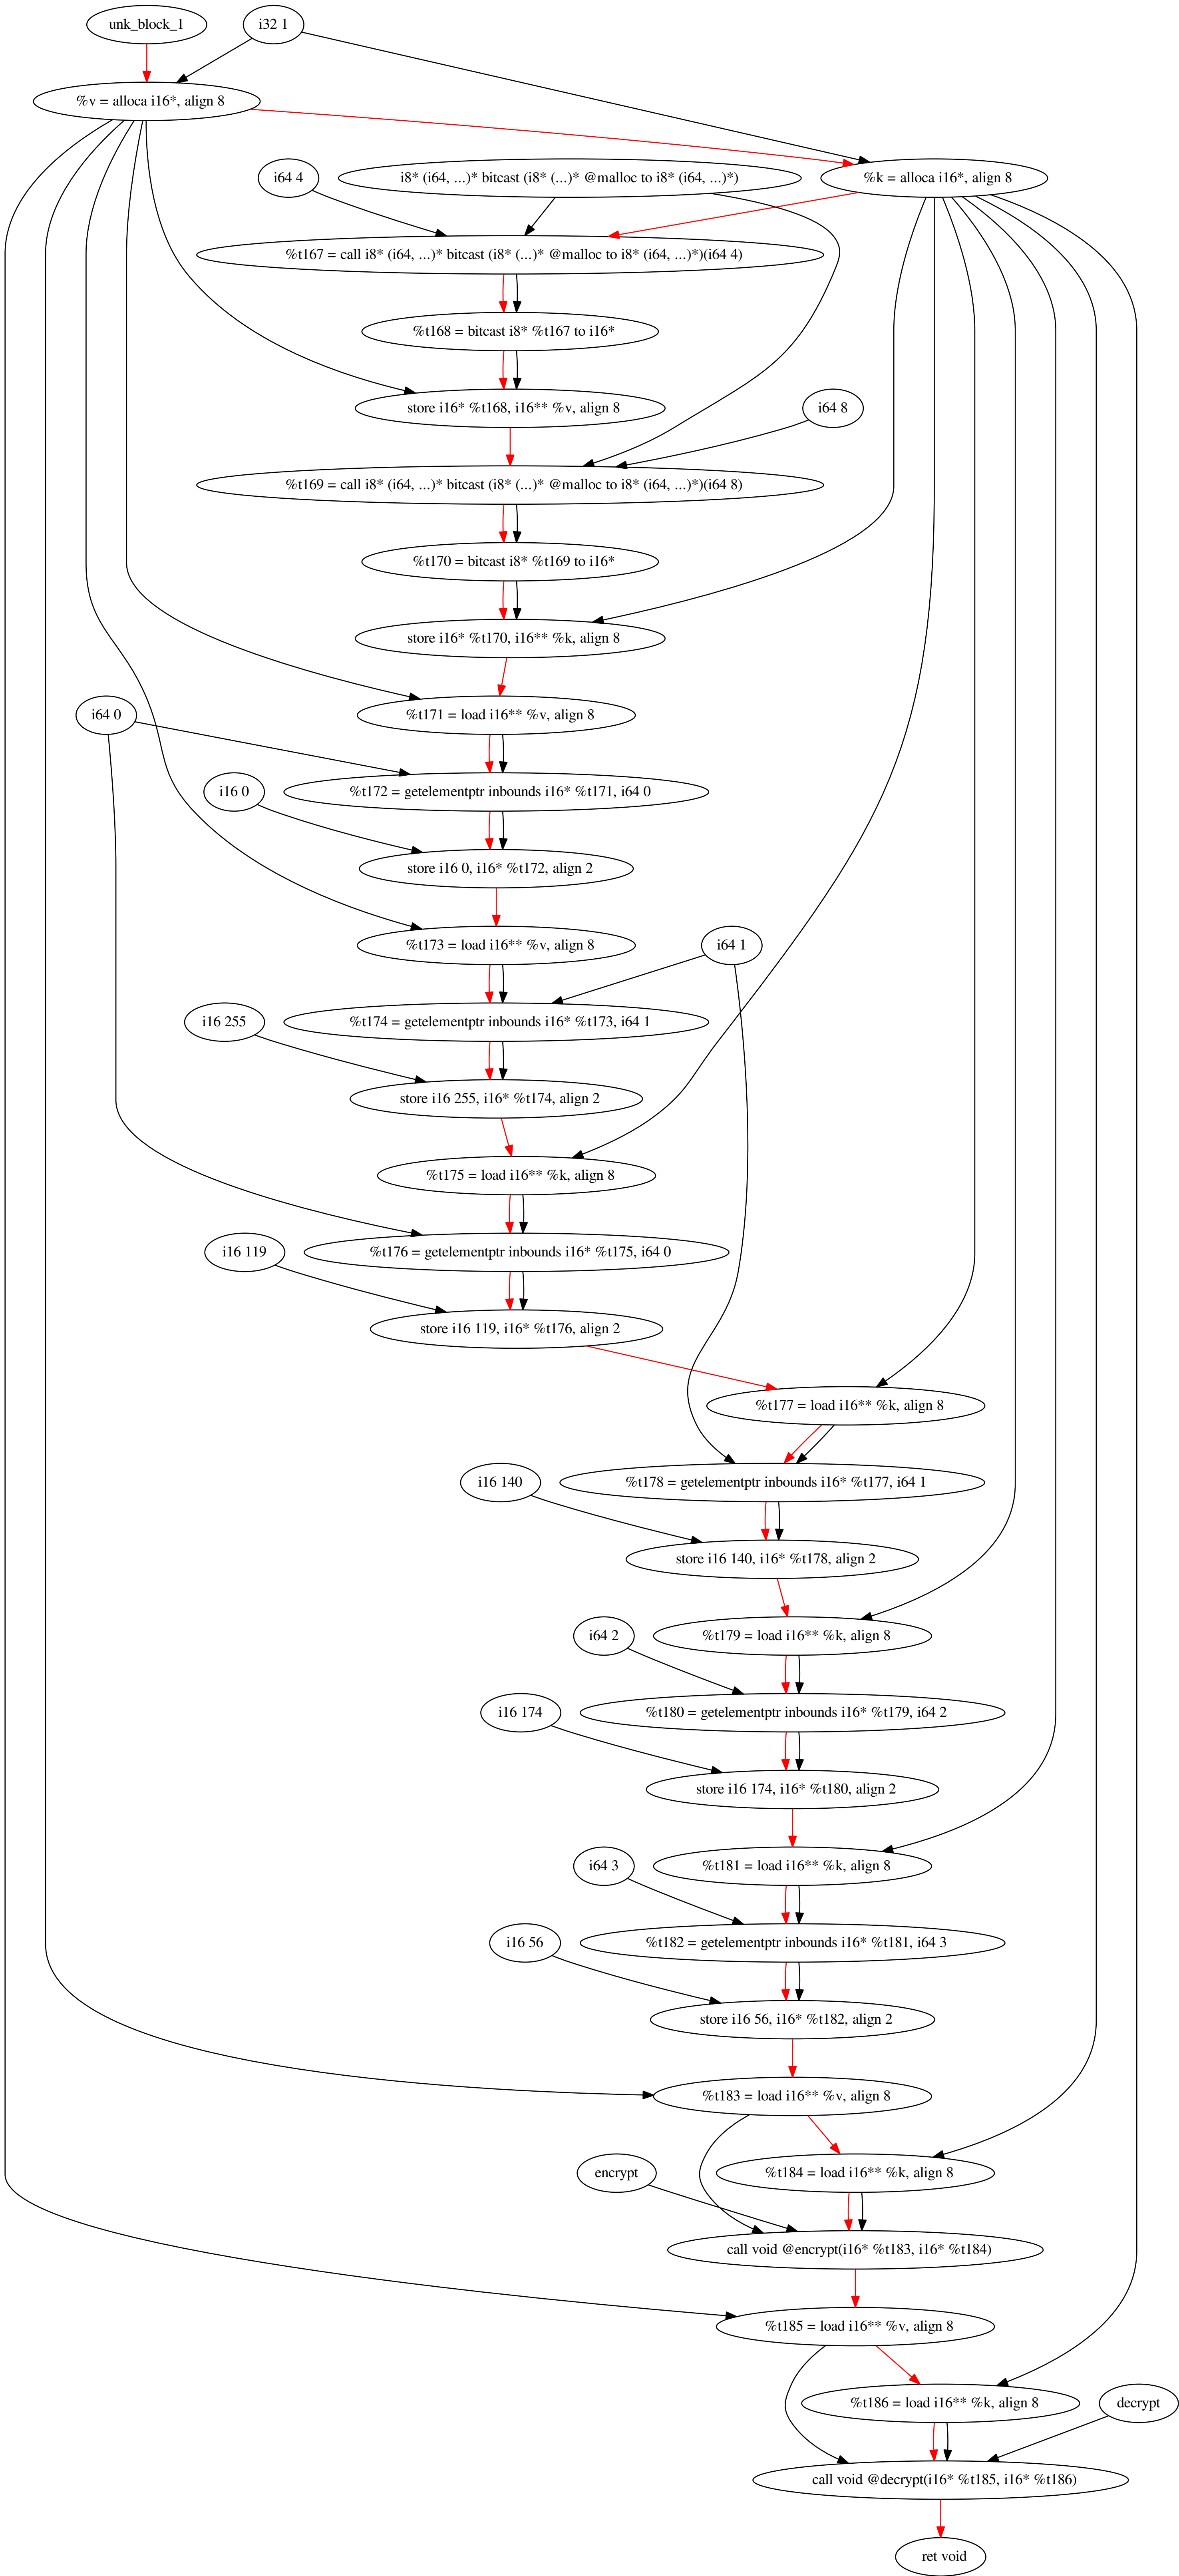 unk_block_1
i32 1
%v = alloca i16*, align 8
i64 4
i8* (i64, ...)* bitcast (i8* (...)* @malloc to i8* (i64, ...)*)
%k = alloca i16*, align 8
%t167 = call i8* (i64, ...)* bitcast (i8* (...)* @malloc to i8* (i64, ...)*)(i64 4)
%t168 = bitcast i8* %t167 to i16*
store i16* %t168, i16** %v, align 8
i64 8
%t169 = call i8* (i64, ...)* bitcast (i8* (...)* @malloc to i8* (i64, ...)*)(i64 8)
%t170 = bitcast i8* %t169 to i16*
store i16* %t170, i16** %k, align 8
i64 0
%t171 = load i16** %v, align 8
i16 0
%t172 = getelementptr inbounds i16* %t171, i64 0
store i16 0, i16* %t172, align 2
%t173 = load i16** %v, align 8
i64 1
i16 255
%t174 = getelementptr inbounds i16* %t173, i64 1
store i16 255, i16* %t174, align 2
%t175 = load i16** %k, align 8
i16 119
%t176 = getelementptr inbounds i16* %t175, i64 0
store i16 119, i16* %t176, align 2
%t177 = load i16** %k, align 8
i16 140
%t178 = getelementptr inbounds i16* %t177, i64 1
store i16 140, i16* %t178, align 2
i64 2
%t179 = load i16** %k, align 8
i16 174
%t180 = getelementptr inbounds i16* %t179, i64 2
store i16 174, i16* %t180, align 2
i64 3
%t181 = load i16** %k, align 8
i16 56
%t182 = getelementptr inbounds i16* %t181, i64 3
store i16 56, i16* %t182, align 2
%t183 = load i16** %v, align 8
encrypt
%t184 = load i16** %k, align 8
call void @encrypt(i16* %t183, i16* %t184)
%t185 = load i16** %v, align 8
%t186 = load i16** %k, align 8
decrypt
call void @decrypt(i16* %t185, i16* %t186)
ret void